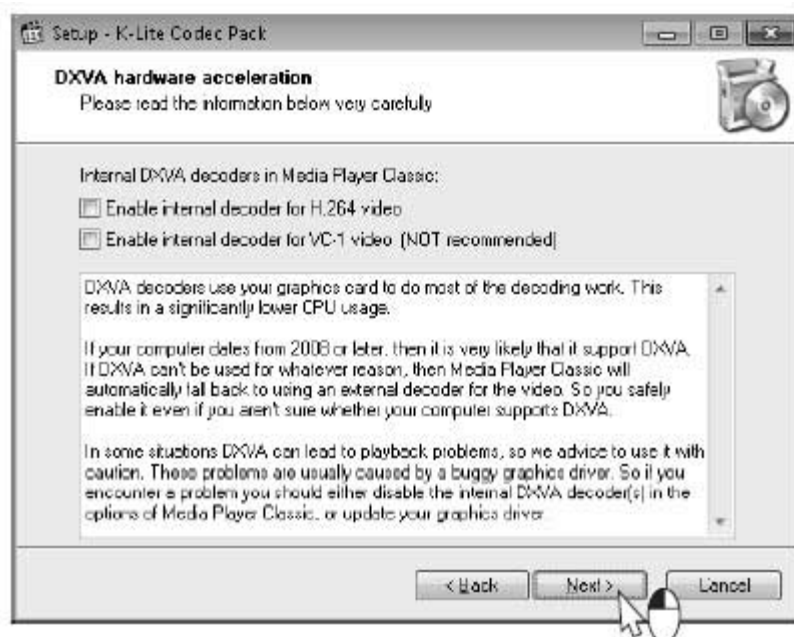 Setup - K-Lite Codec Pack
DXVA hardware acceleration
Please read the information below very carefully
Internal DXVA decoders in Media Player Classic:
Enable internal decoder for H.264 video
Enable internal decoder for VC-1 video (NOT recommended)
DXVA decoders use your graphics card to do most of the decoding work. This
results in a significantly lower CPU usage.
If your computer dates from 2008 or later, then it is very likely that it support DXVA.
If DXVA can't be used for whatever reason, then Media Player Classic will
automatically fall back to using an external decoder for the video. So you safely
enable it even if you aren't sure whether your computer supports DXVA.
In some situations DXVA can lead to playback problems, so we advice to use it with
caution. These problems are usually caused by a buggy graphics driver. So if you
encounter a problem you should either disable the internal DXVA decoder(s) in the
options of Media Player Classic, or update your graphics driver.
< Back
Next >
Cancel